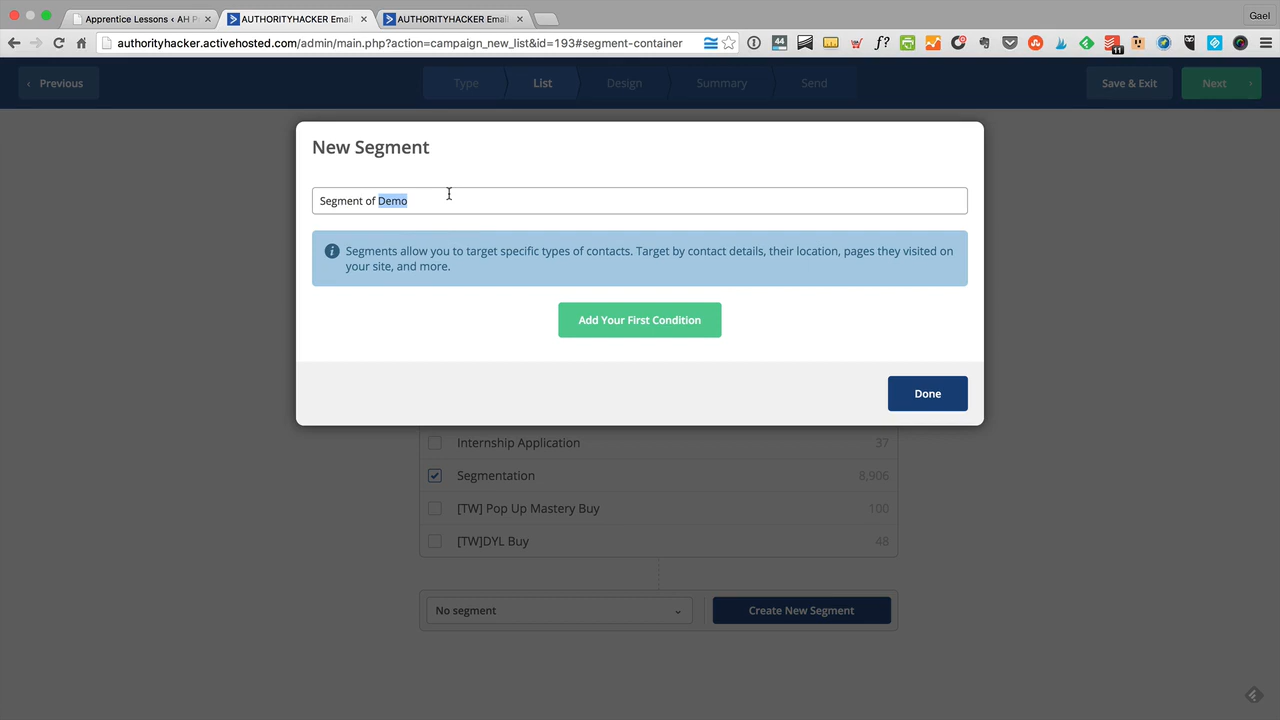 Apprentice Lessons ‹ AH P
AUTHORITYHACKER Email
AUTHORITYHACKER Email
Gael
authorityhacker.activehosted.com/admin/main.php?action=campaign_new_list&id=193#segment-container
44
f?
11
Previous
Type
List
Design
Summary
Send
Save & Exit
Next
New Segment
Segment of Demo
Segments allow you to target specific types of contacts. Target by contact details, their location, pages they visited on
your site, and more.
Add Your First Condition
Done
Internship Application 37
Segmentation 8,906
[TW] Pop Up Mastery Buy 100
[TW]DYL Buy 48
No segment
Create New Segment